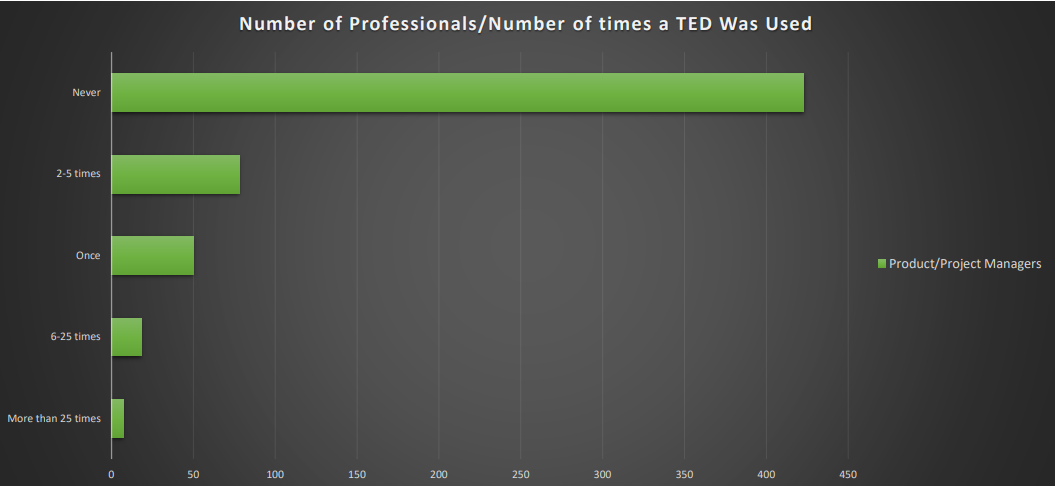 Number of Professionals/Number of times a TED Was Used
Never
2-5 times
Once
6-25 times
More than 25 times
Product/Project Managers
0 50 100 150 200 250 300 350 400 450